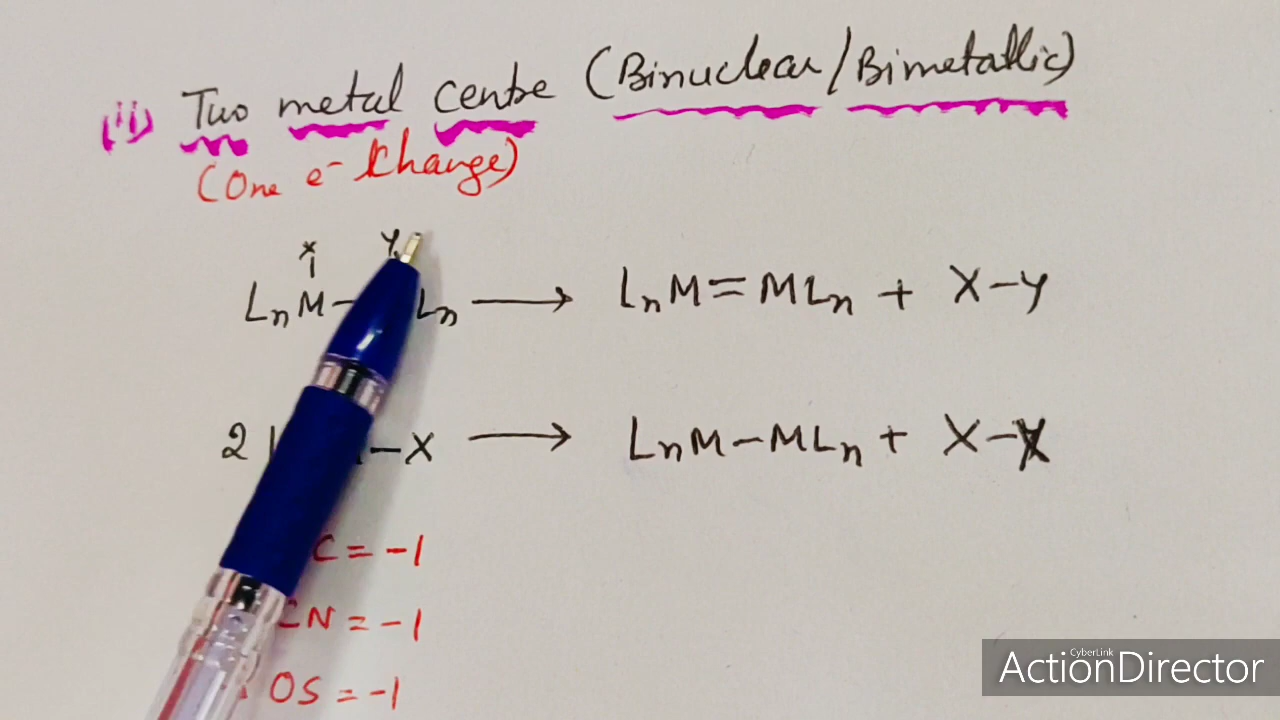 (ii) Two metal centre (Binuclear/Bimetallic)
(One e- Change)
X Y
LnM- Ln → LnM=MLn + X-Y
2 -X → LnM-MLn + X-X
C = -1
CN = -1
OS = -1
CyberLink
ActionDirector